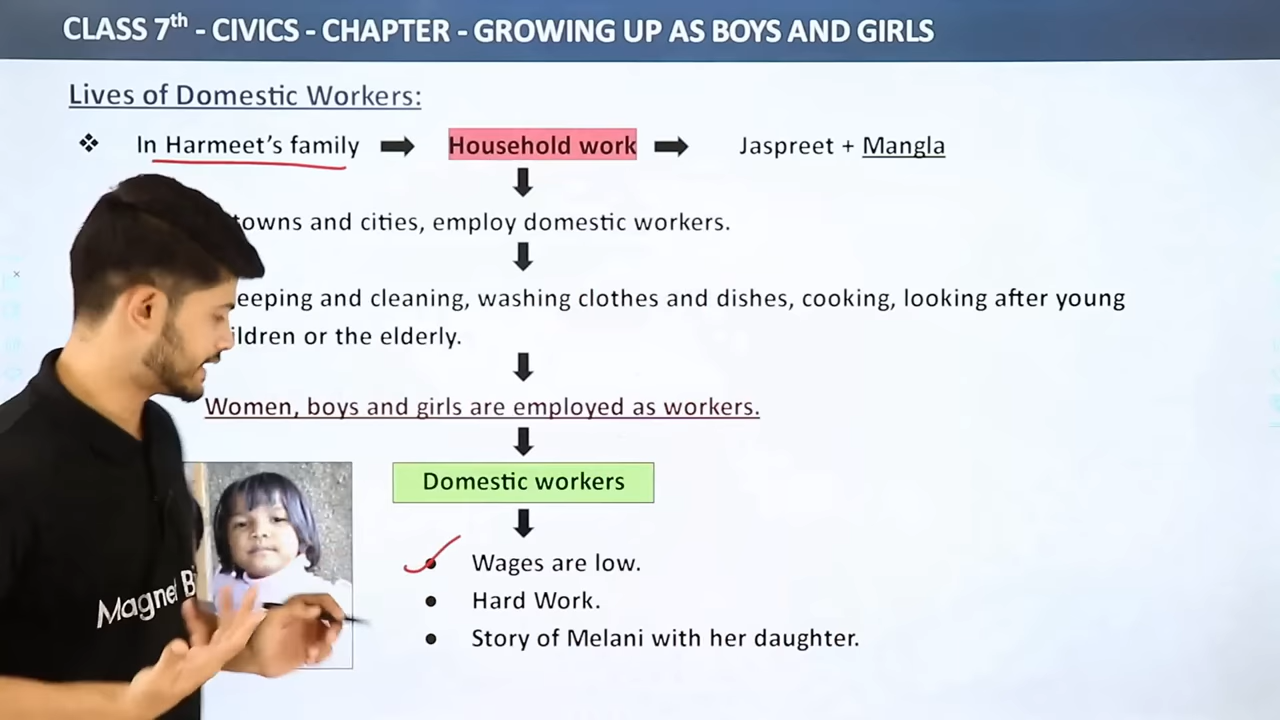 CLASS 7th - CIVICS - CHAPTER - GROWING UP AS BOYS AND GIRLS
Lives of Domestic Workers:
❖ In Harmeet's family ➡ Household work ➡ Jaspreet + Mangla
towns and cities, employ domestic workers.
eeping and cleaning, washing clothes and dishes, cooking, looking after young
ildren or the elderly.
Women, boys and girls are employed as workers.
Domestic workers
• Wages are low.
• Hard Work.
• Story of Melani with her daughter.
Magnet B